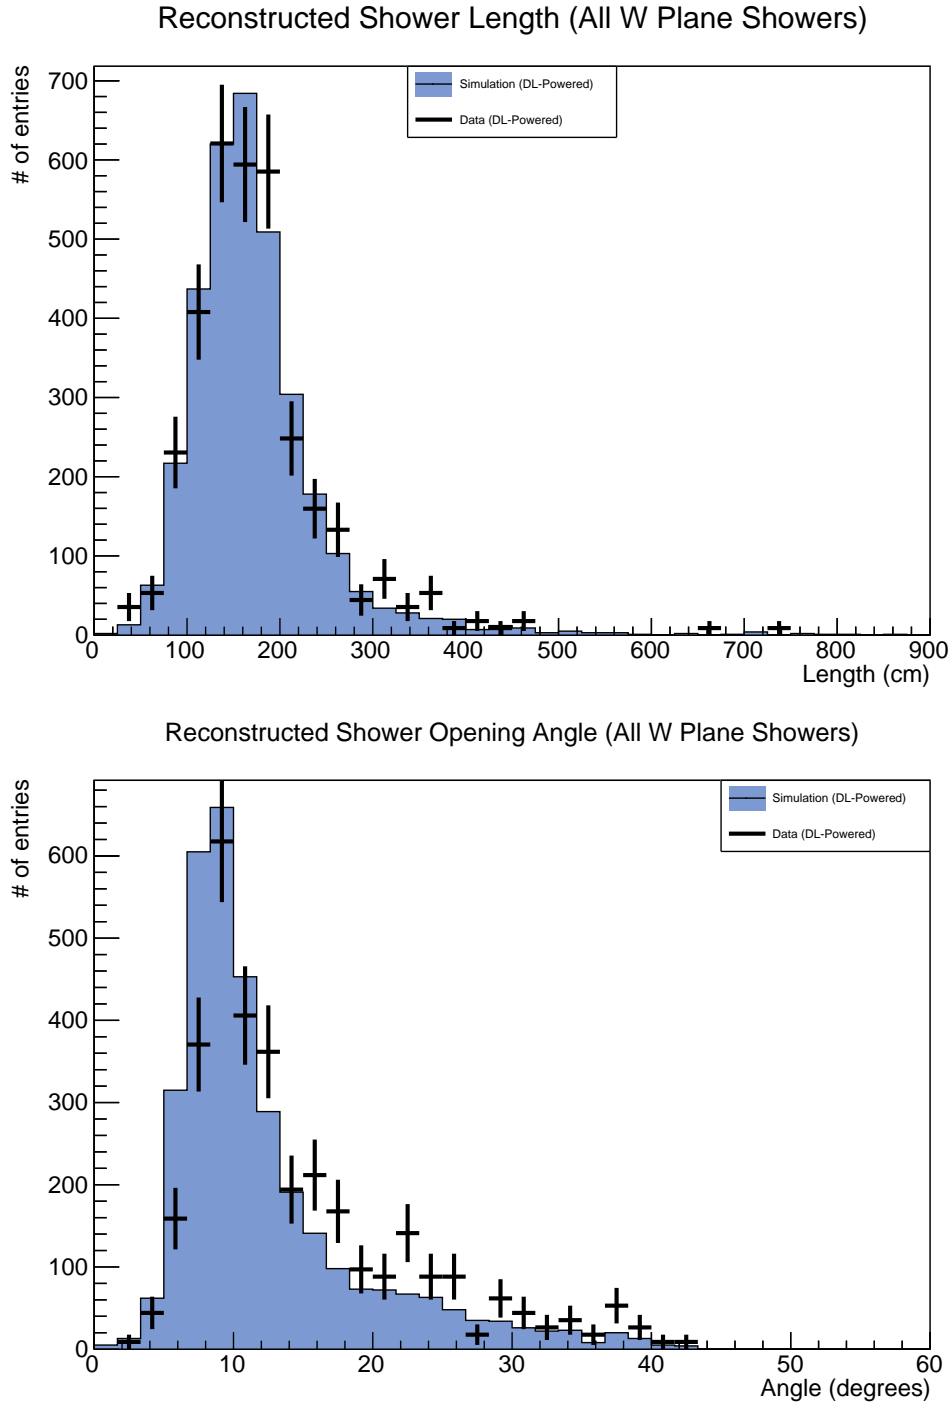 Reconstructed Shower Length (All W Plane Showers)
# of entries
700
600
500
400
300
200
100
0
Simulation (DL-Powered)
Data (DL-Powered)
0 100 200 300 400 500 600 700 800 900
Length (cm)
Reconstructed Shower Opening Angle (All W Plane Showers)
# of entries
600
500
400
300
200
100
0
Simulation (DL-Powered)
Data (DL-Powered)
0 10 20 30 40 50 60
Angle (degrees)